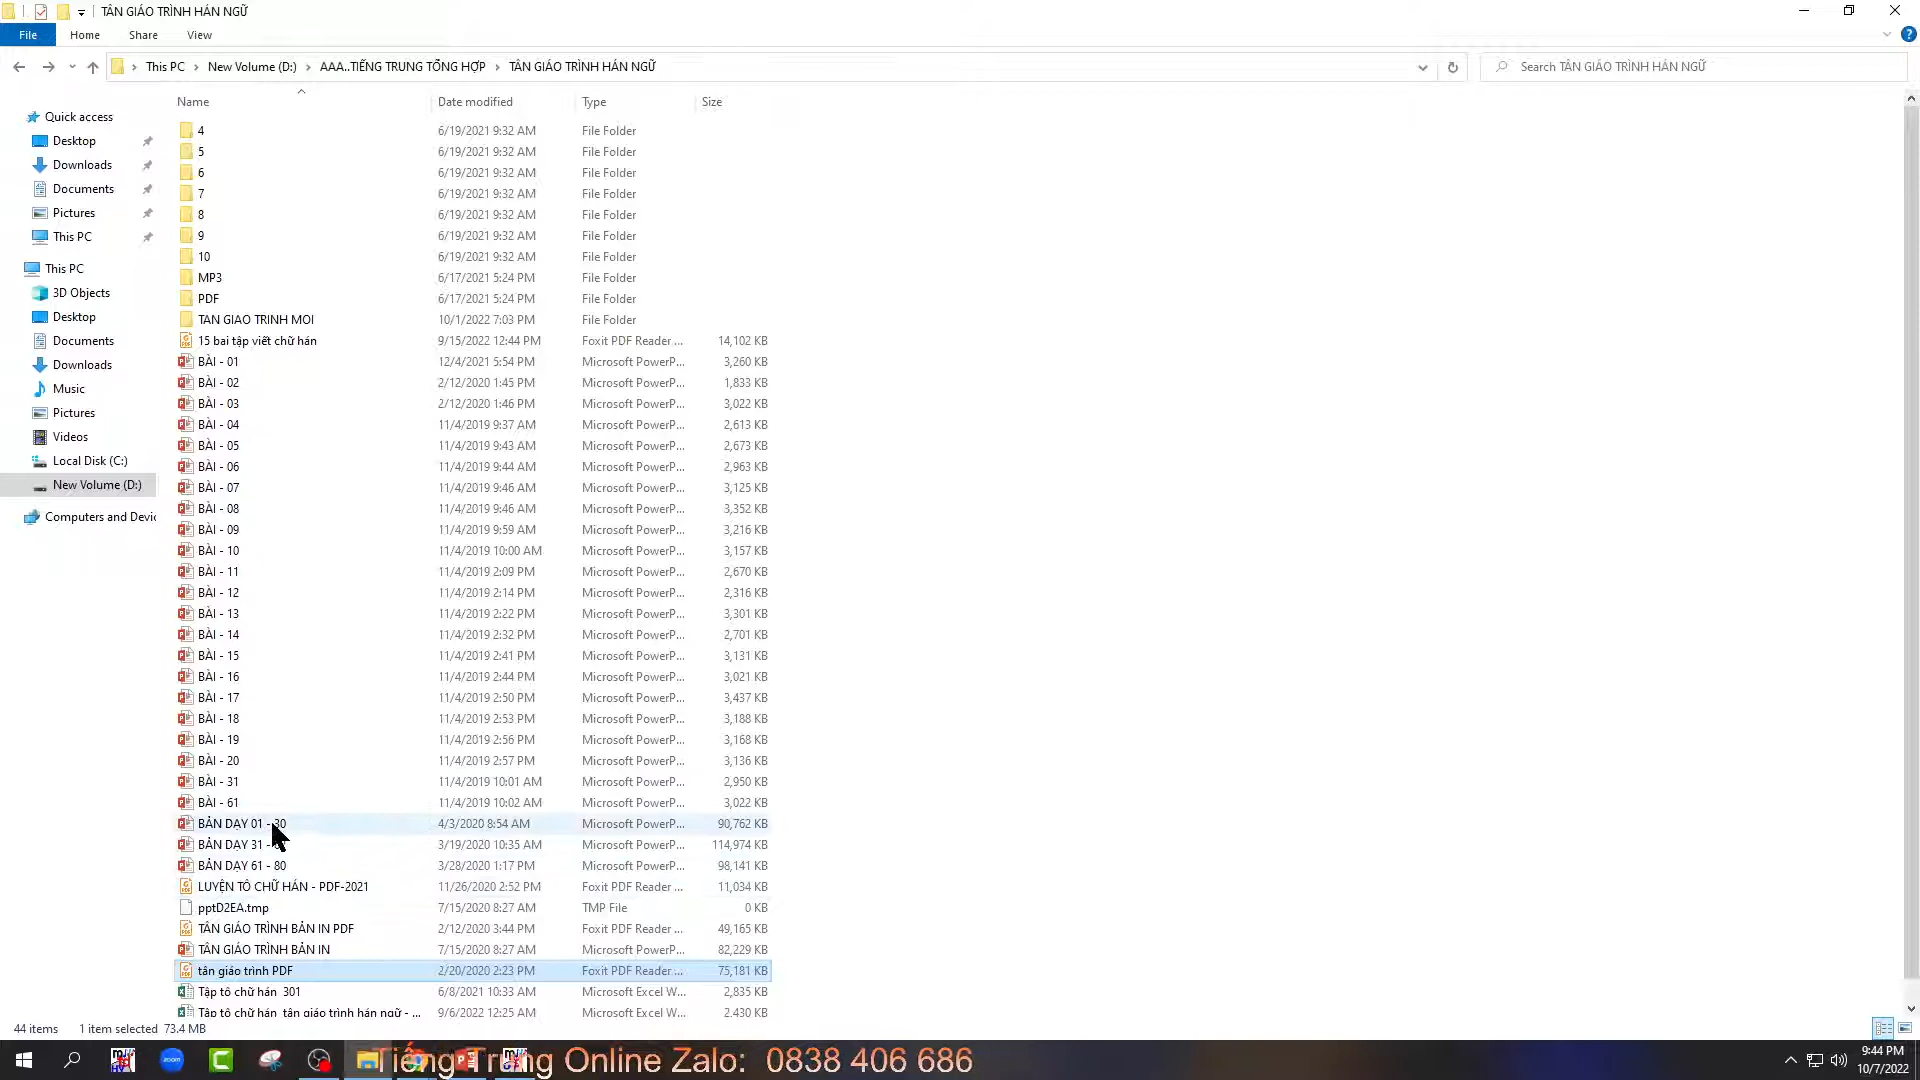 TÂN GIÁO TRÌNH HÁN NGỮ
File Home Share View
This PC New Volume (D:) AAA..TIẾNG TRUNG TỔNG HỢP TÂN GIÁO TRÌNH HÁN NGỮ Search TÂN GIÁO TRÌNH HÁN NGỮ
Quick access
Desktop
Downloads
Documents
Pictures
This PC
This PC
3D Objects
Desktop
Documents
Downloads
Music
Pictures
Videos
Local Disk (C:)
New Volume (D:)
Computers and Devic
Name Date modified Type Size
4 6/19/2021 9:32 AM File Folder
5 6/19/2021 9:32 AM File Folder
6 6/19/2021 9:32 AM File Folder
7 6/19/2021 9:32 AM File Folder
8 6/19/2021 9:32 AM File Folder
9 6/19/2021 9:32 AM File Folder
10 6/19/2021 9:32 AM File Folder
MP3 6/17/2021 5:24 PM File Folder
PDF 6/17/2021 5:24 PM File Folder
TAN GIAO TRINH MOI 10/1/2022 7:03 PM File Folder
15 bai tập viết chữ hán 9/15/2022 12:44 PM Foxit PDF Reader ... 14,102 KB
BÀI - 01 12/4/2021 5:54 PM Microsoft PowerP... 3,260 KB
BÀI - 02 2/12/2020 1:45 PM Microsoft PowerP... 1,833 KB
BÀI - 03 2/12/2020 1:46 PM Microsoft PowerP... 3,022 KB
BÀI - 04 11/4/2019 9:37 AM Microsoft PowerP... 2,613 KB
BÀI - 05 11/4/2019 9:43 AM Microsoft PowerP... 2,673 KB
BÀI - 06 11/4/2019 9:44 AM Microsoft PowerP... 2,963 KB
BÀI - 07 11/4/2019 9:46 AM Microsoft PowerP... 3,125 KB
BÀI - 08 11/4/2019 9:46 AM Microsoft PowerP... 3,352 KB
BÀI - 09 11/4/2019 9:59 AM Microsoft PowerP... 3,216 KB
BÀI - 10 11/4/2019 10:00 AM Microsoft PowerP... 3,157 KB
BÀI - 11 11/4/2019 2:09 PM Microsoft PowerP... 2,670 KB
BÀI - 12 11/4/2019 2:14 PM Microsoft PowerP... 2,316 KB
BÀI - 13 11/4/2019 2:22 PM Microsoft PowerP... 3,301 KB
BÀI - 14 11/4/2019 2:32 PM Microsoft PowerP... 2,701 KB
BÀI - 15 11/4/2019 2:41 PM Microsoft PowerP... 3,131 KB
BÀI - 16 11/4/2019 2:44 PM Microsoft PowerP... 3,021 KB
BÀI - 17 11/4/2019 2:50 PM Microsoft PowerP... 3,437 KB
BÀI - 18 11/4/2019 2:53 PM Microsoft PowerP... 3,188 KB
BÀI - 19 11/4/2019 2:56 PM Microsoft PowerP... 3,168 KB
BÀI - 20 11/4/2019 2:57 PM Microsoft PowerP... 3,136 KB
BÀI - 31 11/4/2019 10:01 AM Microsoft PowerP... 2,950 KB
BÀI - 61 11/4/2019 10:02 AM Microsoft PowerP... 3,022 KB
BẢN DẠY 01 - 30 4/3/2020 8:54 AM Microsoft PowerP... 90,762 KB
BẢN DẠY 31 - 3/19/2020 10:35 AM Microsoft PowerP... 114,974 KB
BẢN DẠY 61 - 80 3/28/2020 1:17 PM Microsoft PowerP... 98,141 KB
LUYỆN TÔ CHỮ HÁN - PDF-2021 11/26/2020 2:52 PM Foxit PDF Reader ... 11,034 KB
pptD2EA.tmp 7/15/2020 8:27 AM TMP File 0 KB
TÂN GIÁO TRÌNH BẢN IN PDF 2/12/2020 3:44 PM Foxit PDF Reader ... 49,165 KB
TÂN GIÁO TRÌNH BẢN IN 7/15/2020 8:27 AM Microsoft PowerP... 82,229 KB
tân giáo trình PDF 2/20/2020 2:23 PM Foxit PDF Reader ... 75,181 KB
Tập tô chữ hán 301 6/8/2021 10:33 AM Microsoft Excel W... 2,835 KB
Tập tô chữ hán tân giáo trình hán ngữ - ... 9/6/2022 12:25 AM Microsoft Excel W... 2,430 KB
44 items 1 item selected 73.4 MB
Tiếng Trung Online Zalo: 0838 406 686
9:44 PM
10/7/2022